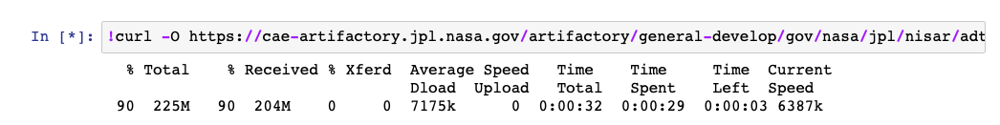 In [*]: !curl -O https://cae-artifactory.jpl.nasa.gov/artifactory/general-develop/gov/nasa/jpl/nisar/adt
% Total % Received % Xferd Average Speed Time Time Time Current
Dload Upload Total Spent Left Speed
90 225M 90 204M 0 0 7175k 0 0:00:32 0:00:29 0:00:03 6387k